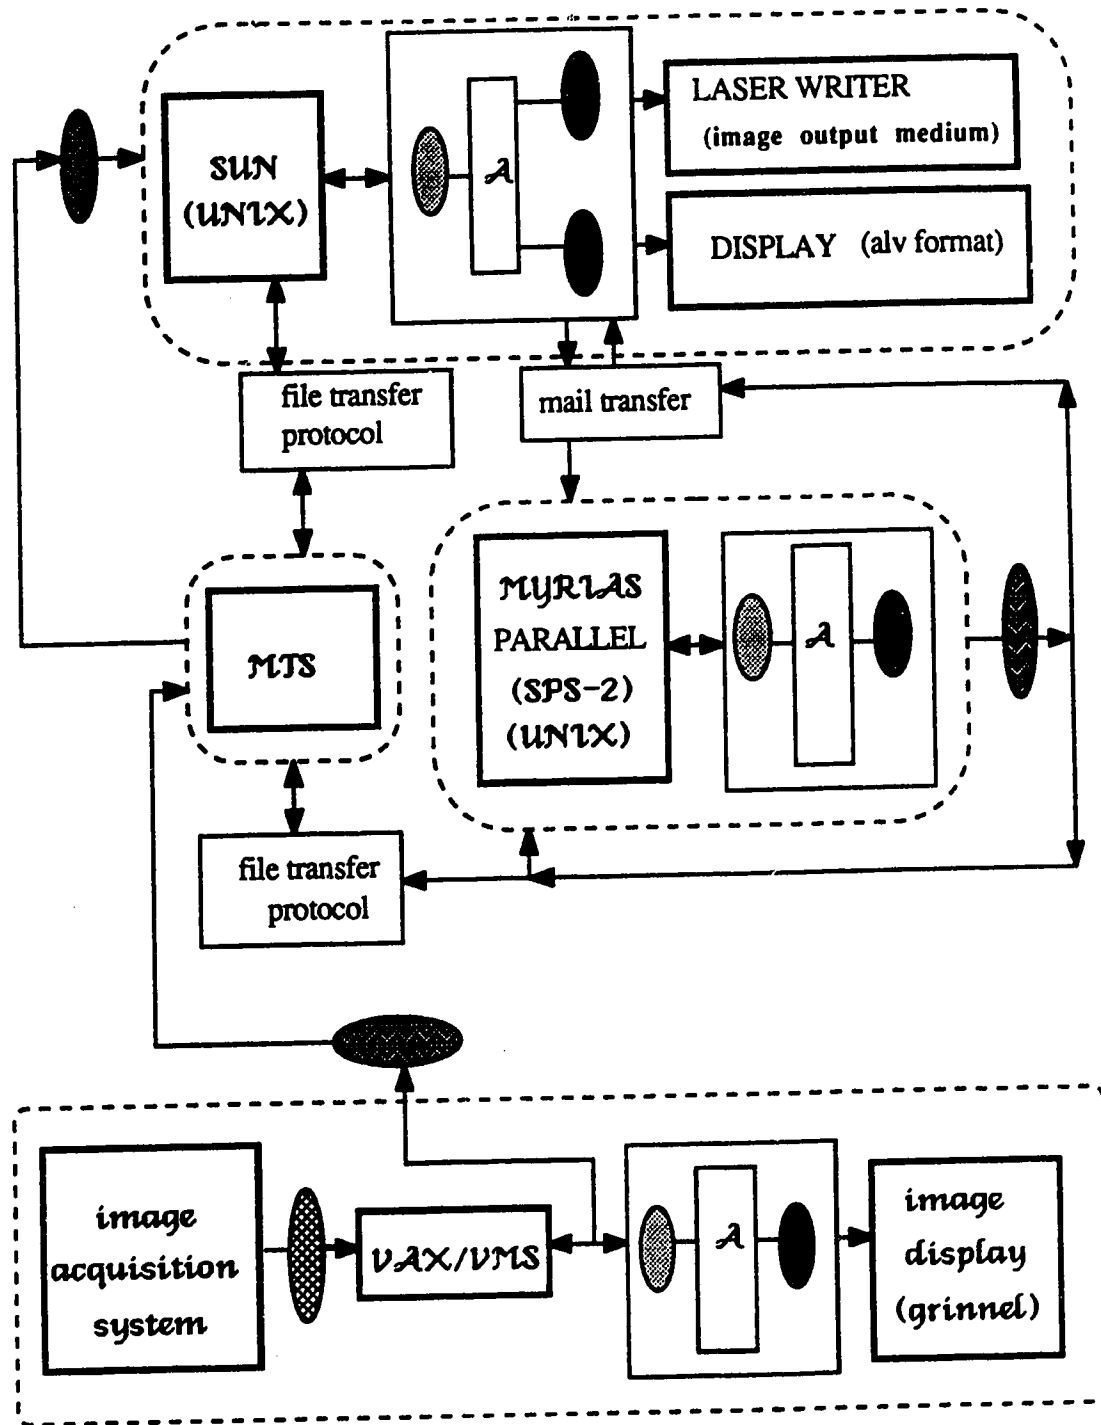 SUN
(UNIX)
A
LASER WRITER
(image output medium)
DISPLAY (alv format)
file transfer
protocol
mail transfer
MYRIAS
PARALLEL
(SPS-2)
(UNIX)
A
MTS
file transfer
protocol
image
acquisition
system
VAX/VMS
A
image
display
(grinnel)